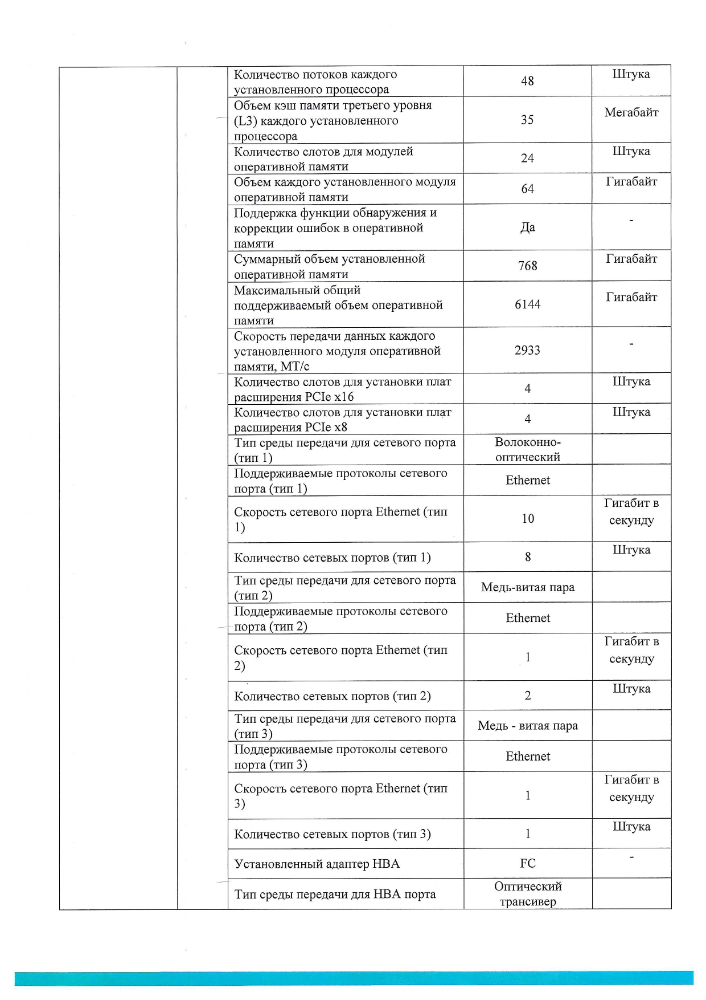 Количество потоков каждого
установленного процессора
48
Штука
Объем кэш памяти третьего уровня
(L3) каждого установленного
процессора
35
Мегабайт
Количество слотов для модулей
оперативной памяти
24
Штука
Объем каждого установленного модуля
оперативной памяти
64
Гигабайт
Поддержка функции обнаружения и
коррекции ошибок в оперативной
памяти
Да
-
Суммарный объем установленной
оперативной памяти
768
Гигабайт
Максимальный общий
поддерживаемый объем оперативной
памяти
6144
Гигабайт
Скорость передачи данных каждого
установленного модуля оперативной
памяти, МТ/с
2933
-
Количество слотов для установки плат
расширения PCIe x16
4
Штука
Количество слотов для установки плат
расширения PCIe x8
4
Штука
Тип среды передачи для сетевого порта
(тип 1)
Волоконно-
оптический
Поддерживаемые протоколы сетевого
порта (тип 1)
Ethernet
Скорость сетевого порта Ethernet (тип
1)
10
Гигабит в
секунду
Количество сетевых портов (тип 1)
8
Штука
Тип среды передачи для сетевого порта
(тип 2)
Медь-витая пара
Поддерживаемые протоколы сетевого
порта (тип 2)
Ethernet
Скорость сетевого порта Ethernet (тип
2)
1
Гигабит в
секунду
Количество сетевых портов (тип 2)
2
Штука
Тип среды передачи для сетевого порта
(тип 3)
Медь - витая пара
Поддерживаемые протоколы сетевого
порта (тип 3)
Ethernet
Скорость сетевого порта Ethernet (тип
3)
1
Гигабит в
секунду
Количество сетевых портов (тип 3)
1
Штука
Установленный адаптер HBA
FC
-
Тип среды передачи для HBA порта
Оптический
трансивер